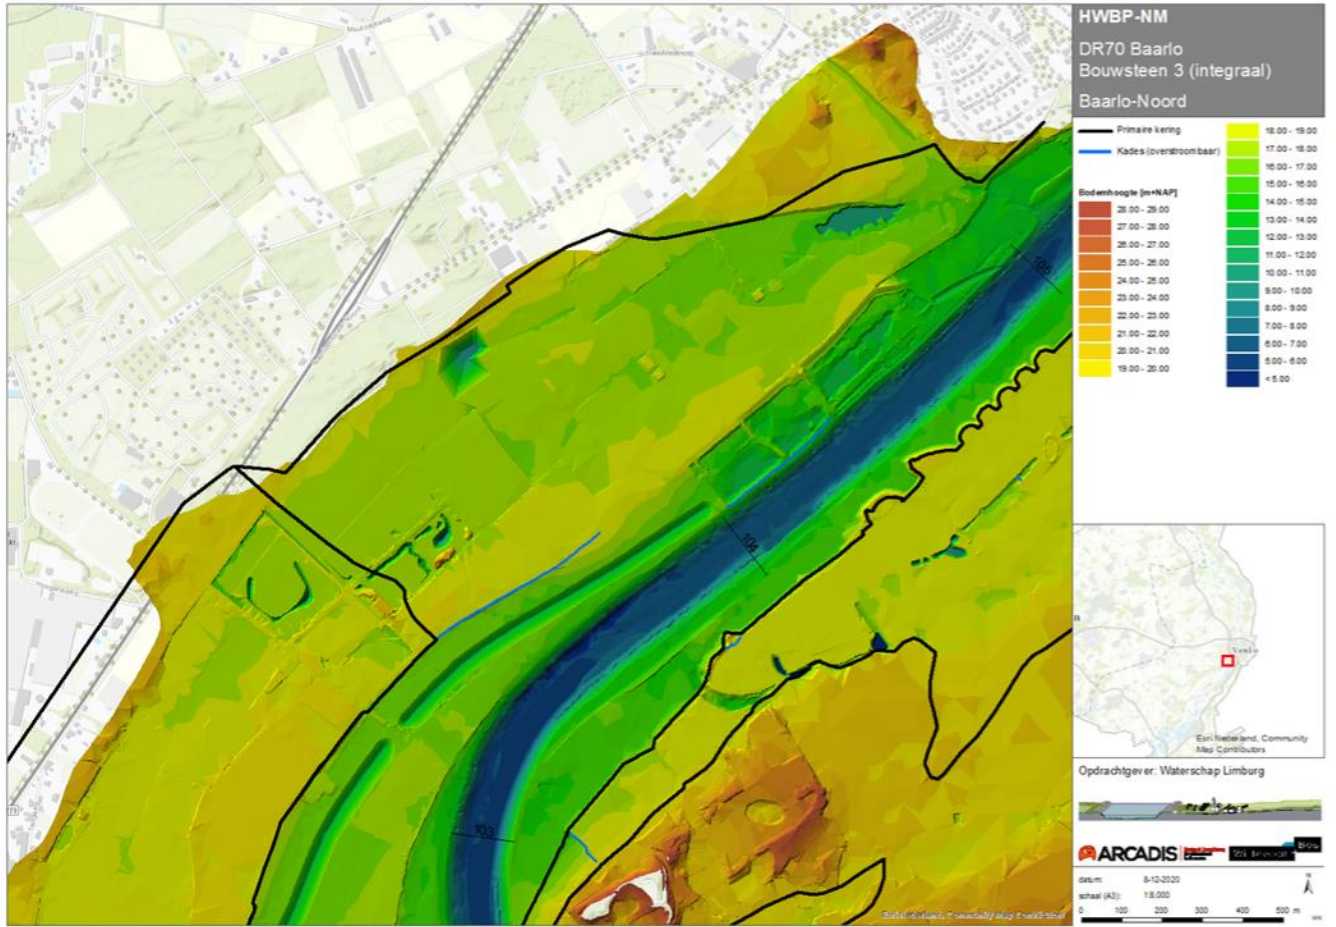 HWBP-NM
DR70 Baarlo
Bouwsteen 3 (integraal)
Baarlo-Noord
Primaire kering
Kades (overstroombaar)
Bodemhoogte [m+NAP]
28.00 - 29.00
27.00 - 28.00
26.00 - 27.00
25.00 - 26.00
24.00 - 25.00
23.00 - 24.00
22.00 - 23.00
21.00 - 22.00
20.00 - 21.00
19.00 - 20.00
18.00 - 19.00
17.00 - 18.00
16.00 - 17.00
15.00 - 16.00
14.00 - 15.00
13.00 - 14.00
12.00 - 13.00
11.00 - 12.00
10.00 - 11.00
9.00 - 10.00
8.00 - 9.00
7.00 - 8.00
6.00 - 7.00
5.00 - 6.00
< 5.00
105
104
103
Venlo
Esri Nederland, Community
Map Contributors
Opdrachtgever: Waterschap Limburg
ARCADIS
Bos
datum: 8-12-2020
schaal (A3): 1:8,000
N
0 100 200 300 400 500 m
Esri Nederland, Community Map Contributors